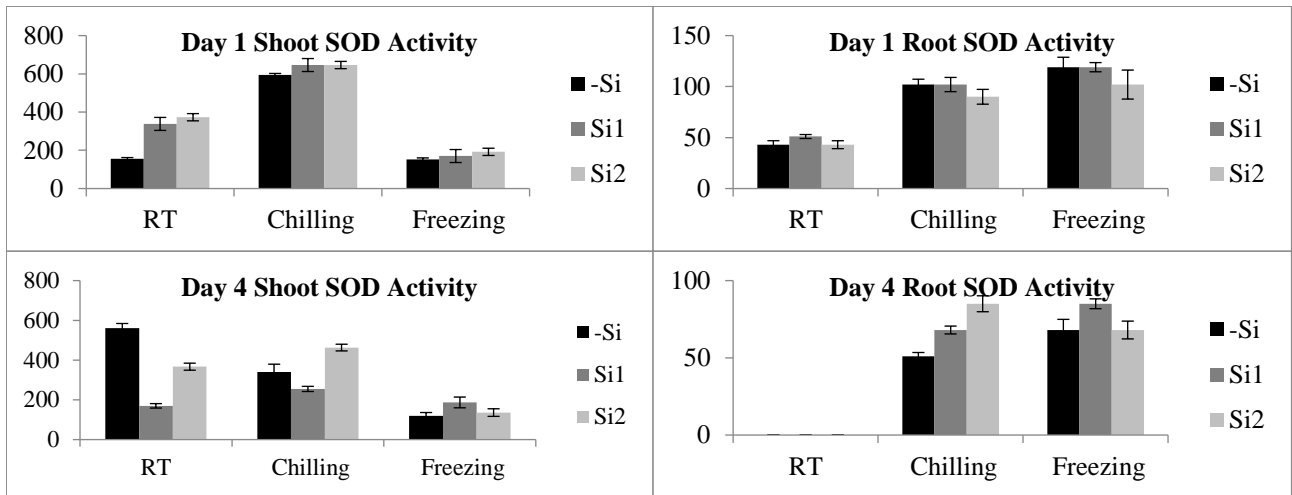 Day 1 Shoot SOD Activity
800
600
400
200
0
RT Chilling Freezing
-Si
Si1
Si2
Day 1 Root SOD Activity
150
100
50
0
RT Chilling Freezing
-Si
Si1
Si2
Day 4 Shoot SOD Activity
800
600
400
200
0
RT Chilling Freezing
-Si
Si1
Si2
Day 4 Root SOD Activity
100
50
0
RT Chilling Freezing
-Si
Si1
Si2